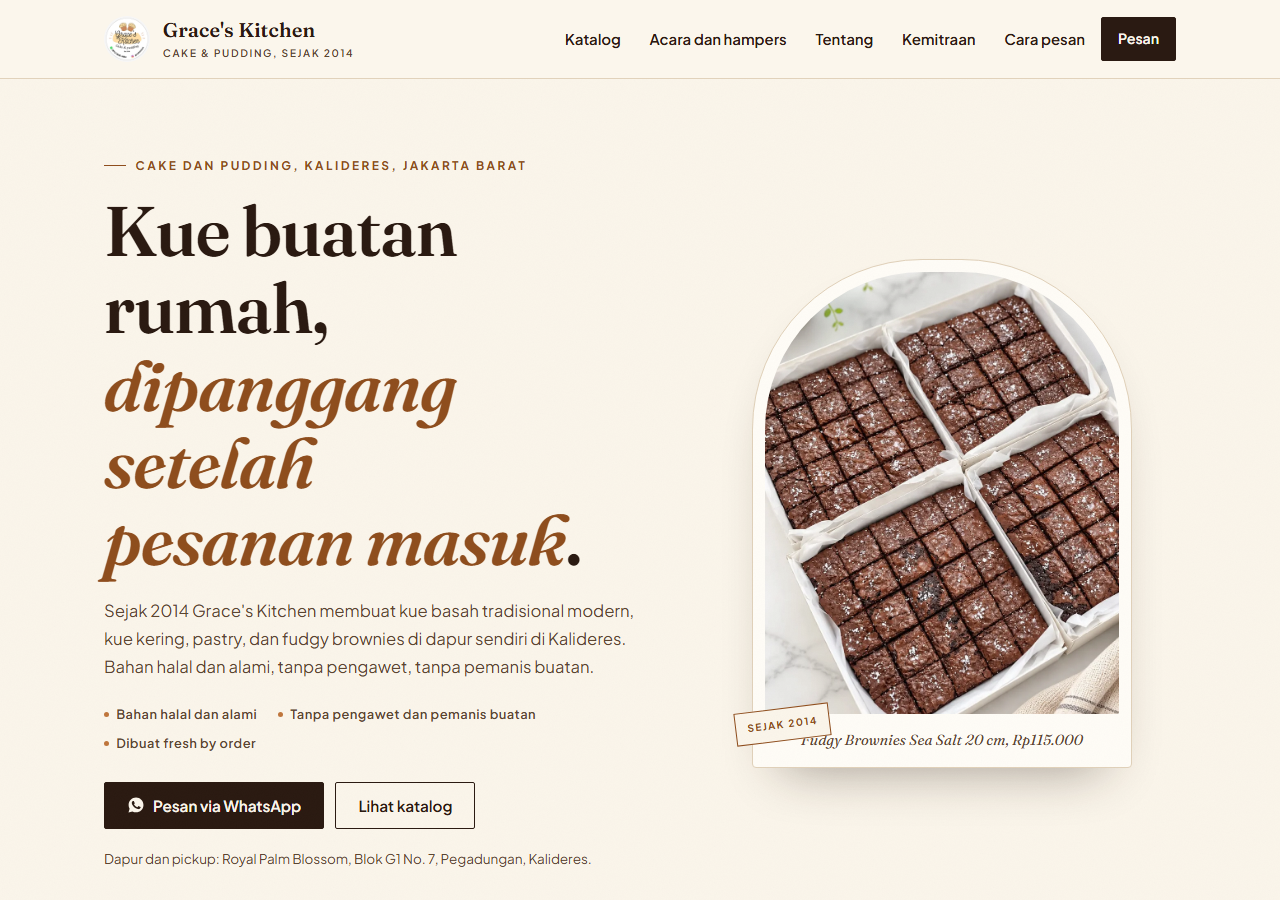 Grace's Kitchen
CAKE & PUDDING, SEJAK 2014
Katalog
Acara dan hampers
Tentang
Kemitraan
Cara pesan
Pesan
CAKE DAN PUDDING, KALIDERES, JAKARTA BARAT
Kue buatan
rumah,
dipanggang
setelah
pesanan masuk.
Sejak 2014 Grace's Kitchen membuat kue basah tradisional modern,
kue kering, pastry, dan fudgy brownies di dapur sendiri di Kalideres.
Bahan halal dan alami, tanpa pengawet, tanpa pemanis buatan.
Bahan halal dan alami
Tanpa pengawet dan pemanis buatan
Dibuat fresh by order
Pesan via WhatsApp
Lihat katalog
Dapur dan pickup: Royal Palm Blossom, Blok G1 No. 7, Pegadungan, Kalideres.
SEJAK 2014
Fudgy Brownies Sea Salt 20 cm, Rp115.000